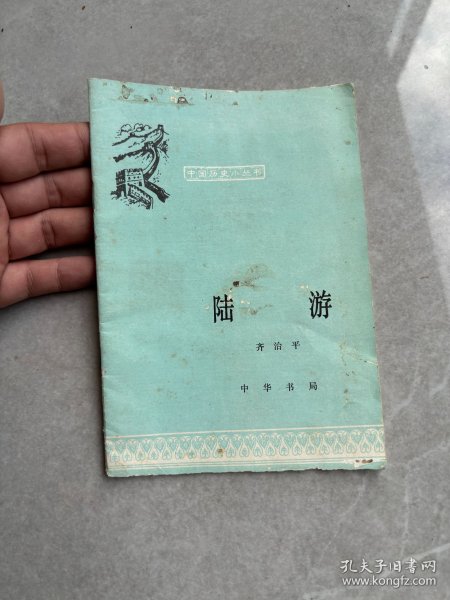 中国历史小丛书
陆游
齐治平
中华书局
孔夫子旧书网
www.kongfz.com